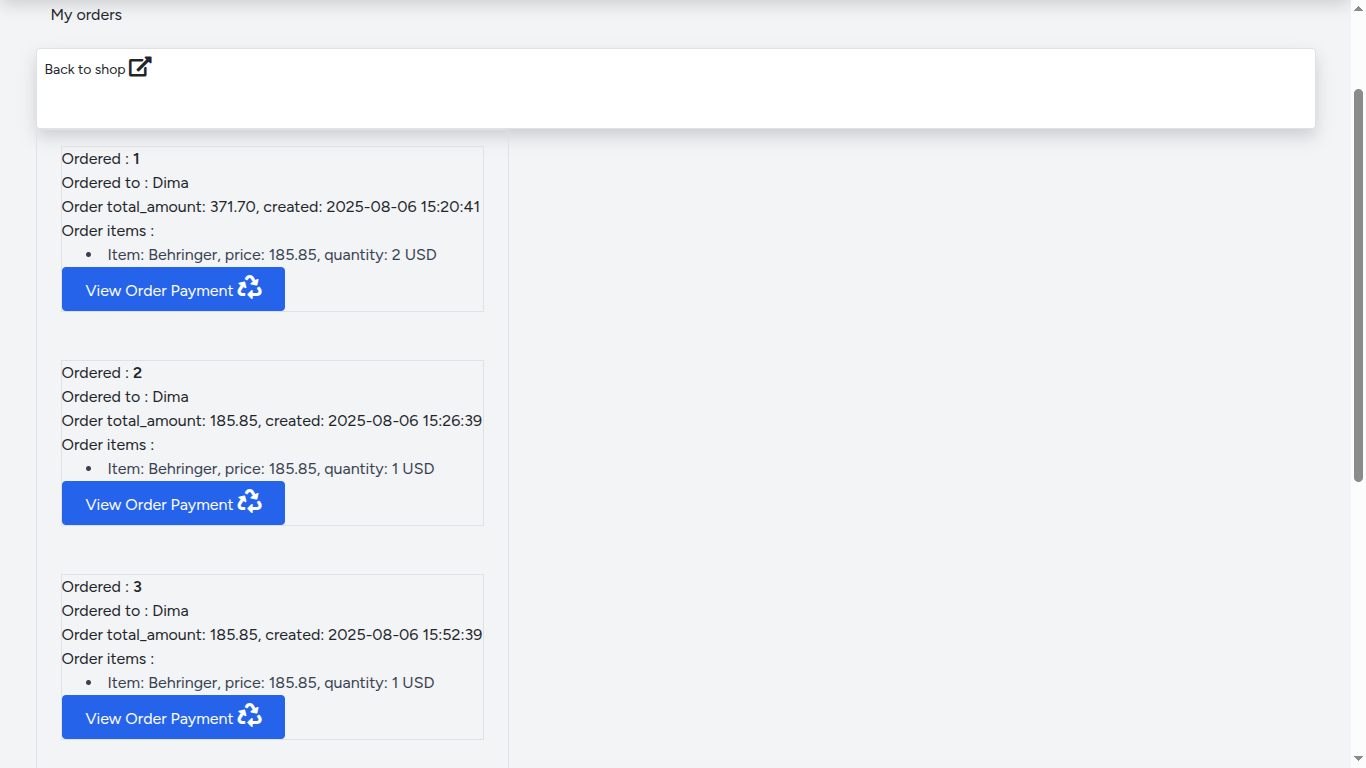 My orders
Back to shop
Ordered : 1
Ordered to : Dima
Order total_amount: 371.70, created: 2025-08-06 15:20:41
Order items :
• Item: Behringer, price: 185.85, quantity: 2 USD
View Order Payment
Ordered : 2
Ordered to : Dima
Order total_amount: 185.85, created: 2025-08-06 15:26:39
Order items :
• Item: Behringer, price: 185.85, quantity: 1 USD
View Order Payment
Ordered : 3
Ordered to : Dima
Order total_amount: 185.85, created: 2025-08-06 15:52:39
Order items :
• Item: Behringer, price: 185.85, quantity: 1 USD
View Order Payment